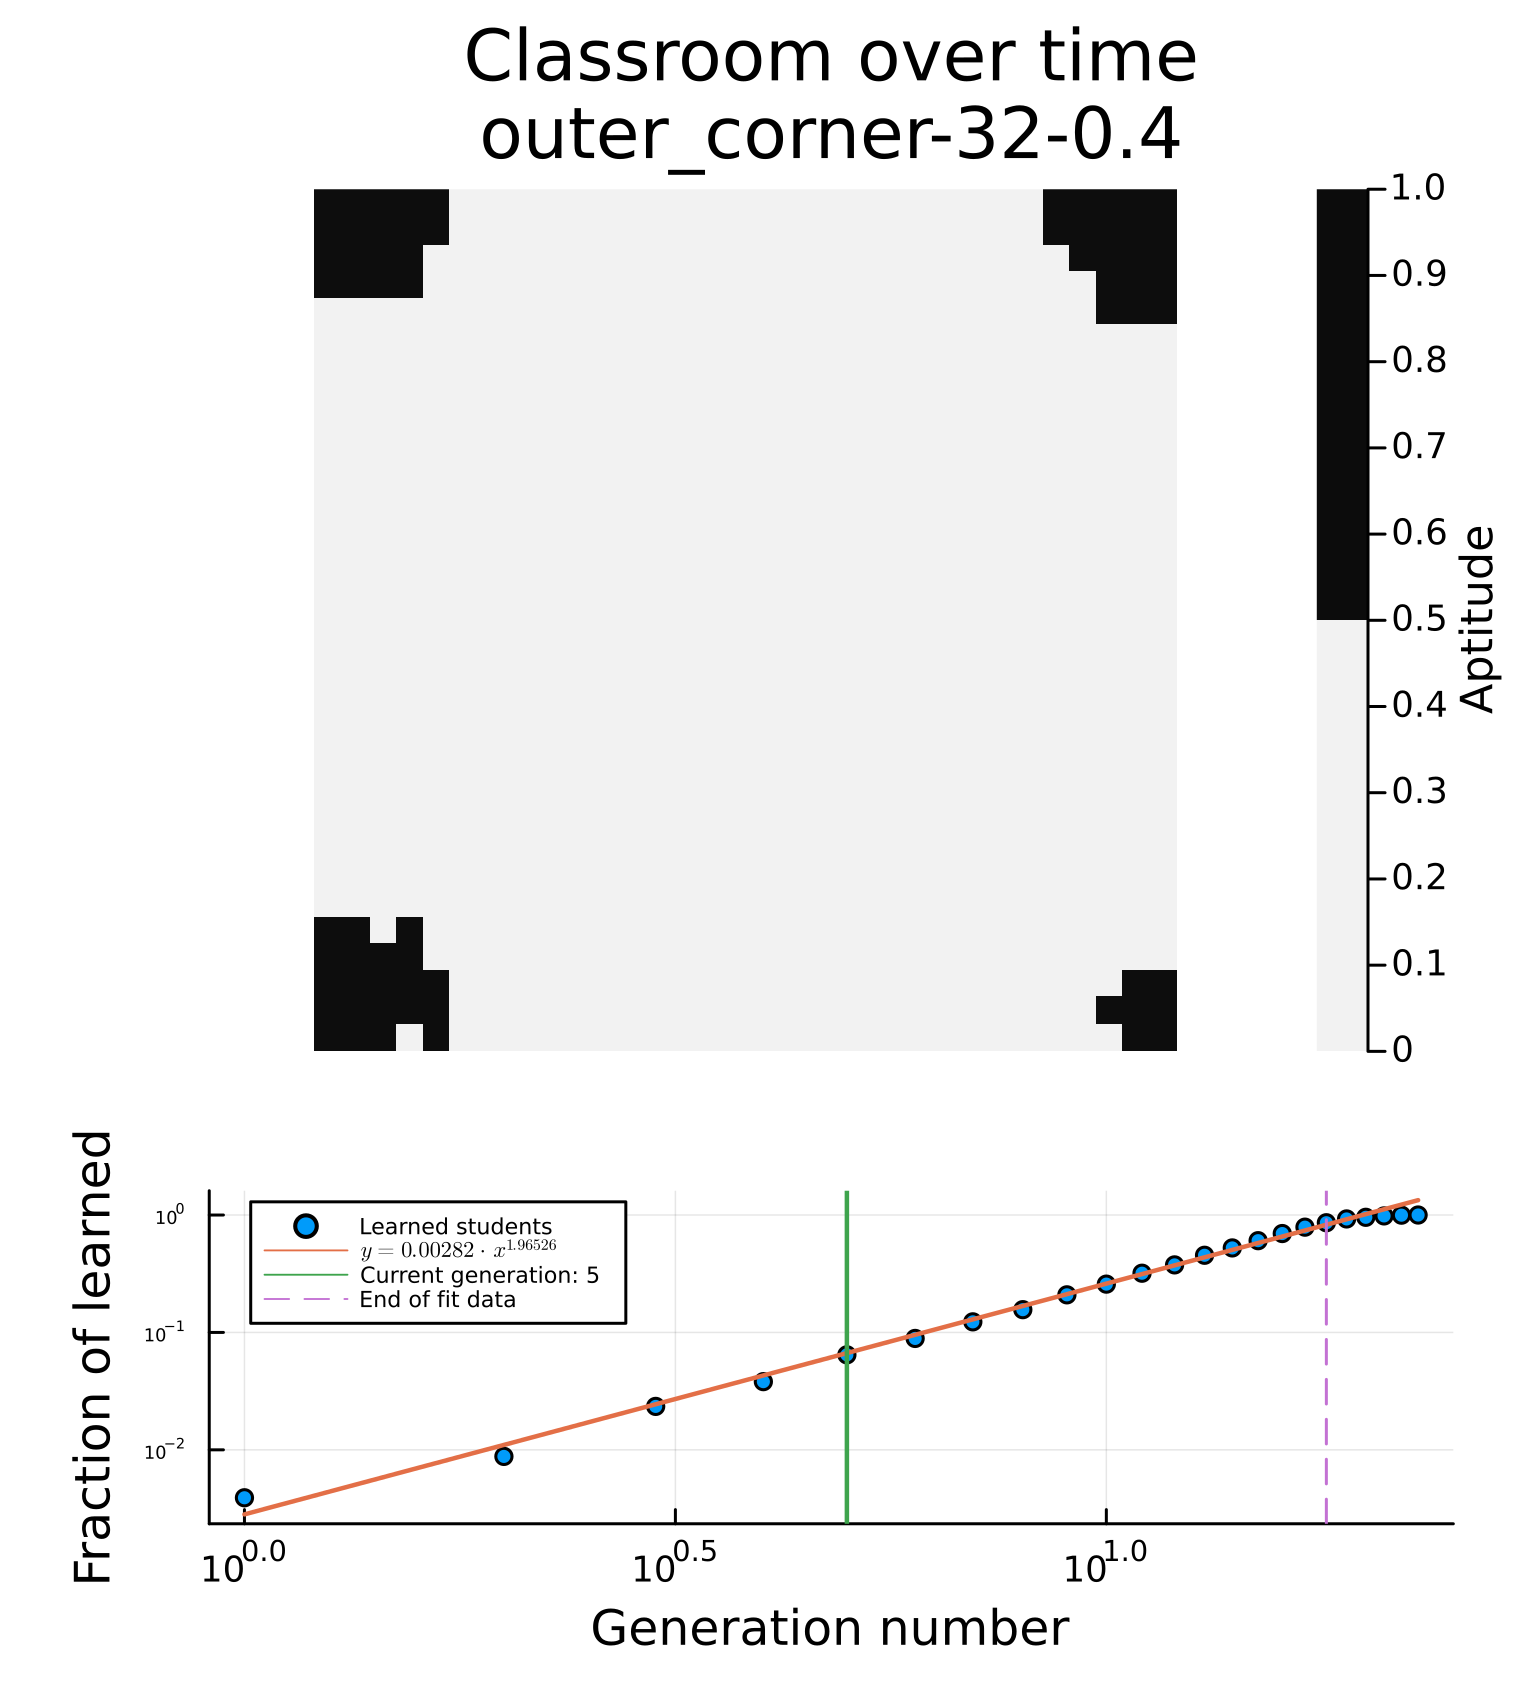 Classroom over time
outer_corner-32-0.4
1.0
0.9
0.8
0.7
0.6
0.5
0.4
0.3
0.2
0.1
0
Aptitude
Fraction of learned
10^0
10^−1
10^−2
Learned students
y = 0.00282 · x^1.96526
Current generation: 5
End of fit data
10^0.0
10^0.5
10^1.0
Generation number